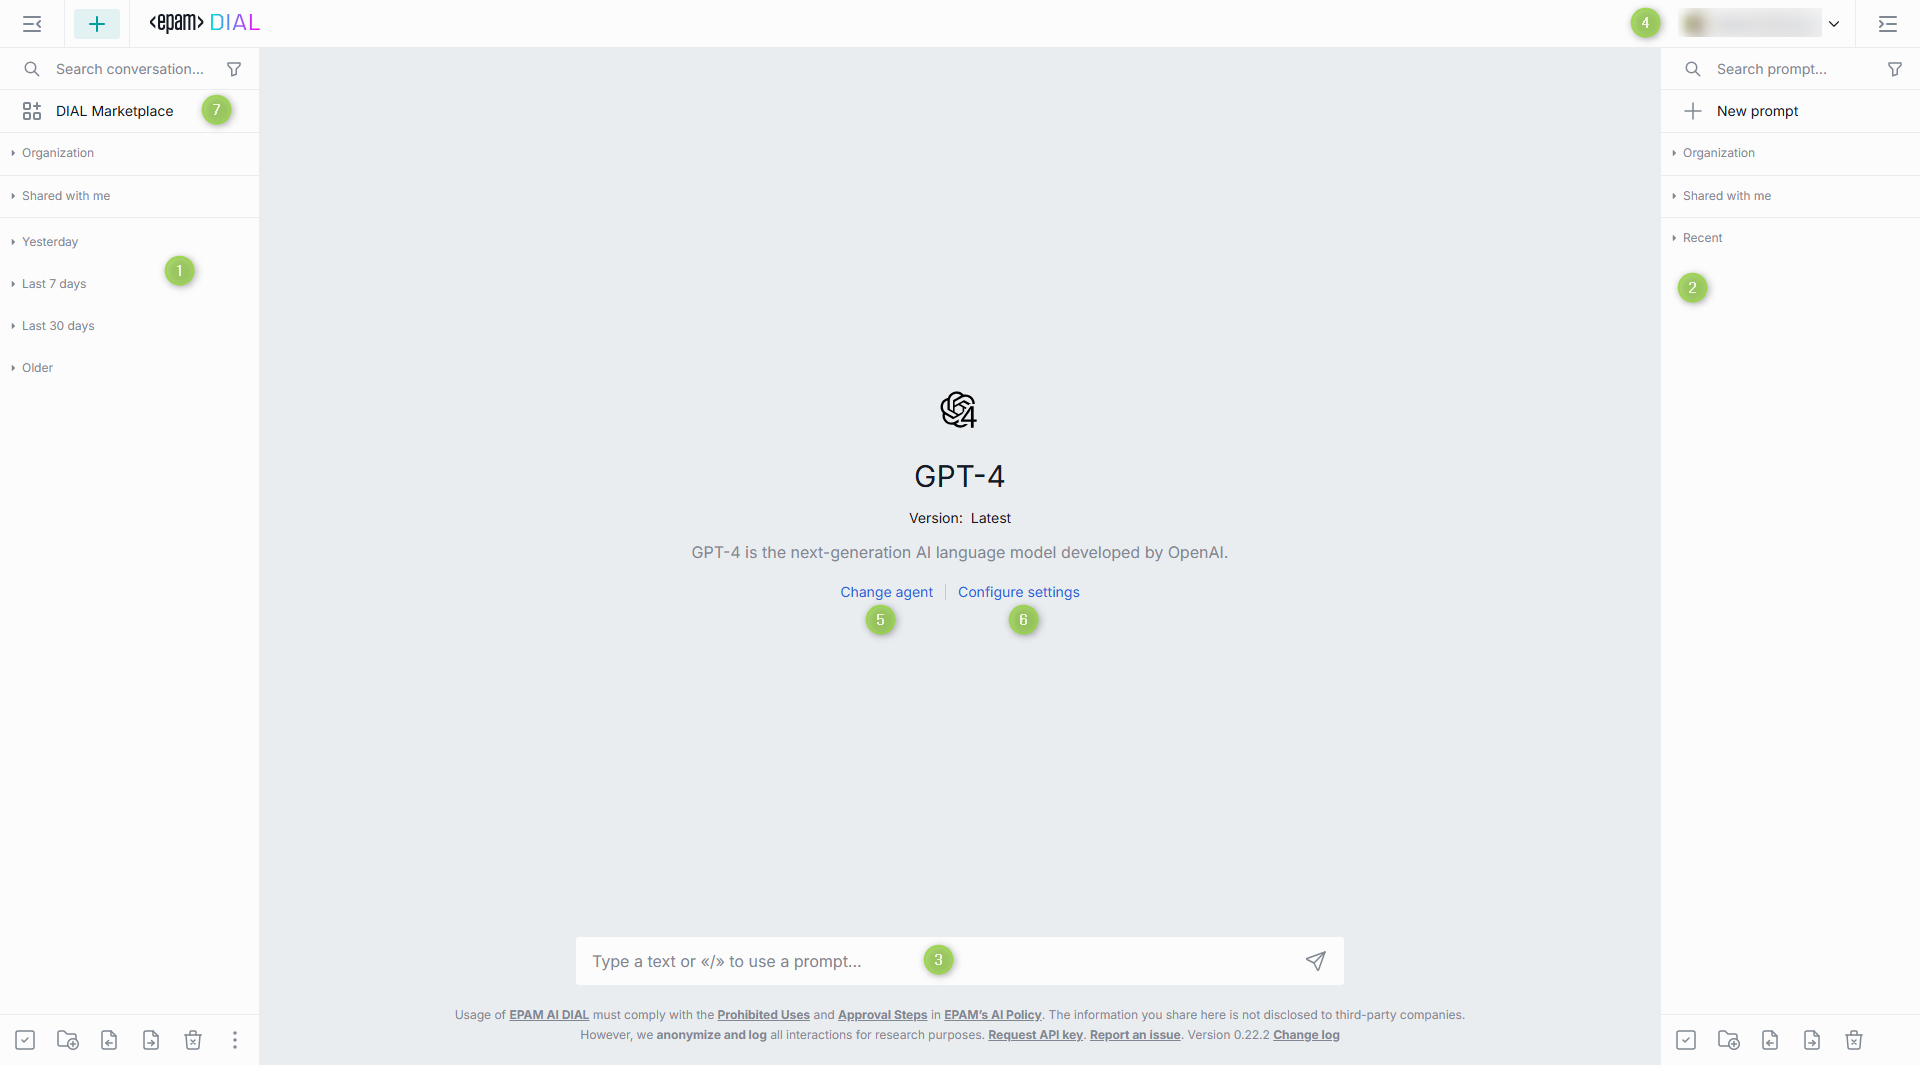 <epam> DIAL
4
Search conversation...
DIAL Marketplace
7
Organization
Shared with me
Yesterday
1
Last 7 days
Last 30 days
Older
4
GPT-4
Version: Latest
GPT-4 is the next-generation AI language model developed by OpenAI.
Change agent
Configure settings
5
6
Type a text or «/» to use a prompt...
3
Usage of EPAM AI DIAL must comply with the Prohibited Uses and Approval Steps in EPAM's AI Policy. The information you share here is not disclosed to third-party companies.
However, we anonymize and log all interactions for research purposes. Request API key. Report an issue. Version 0.22.2 Change log
Search prompt...
New prompt
Organization
Shared with me
Recent
2